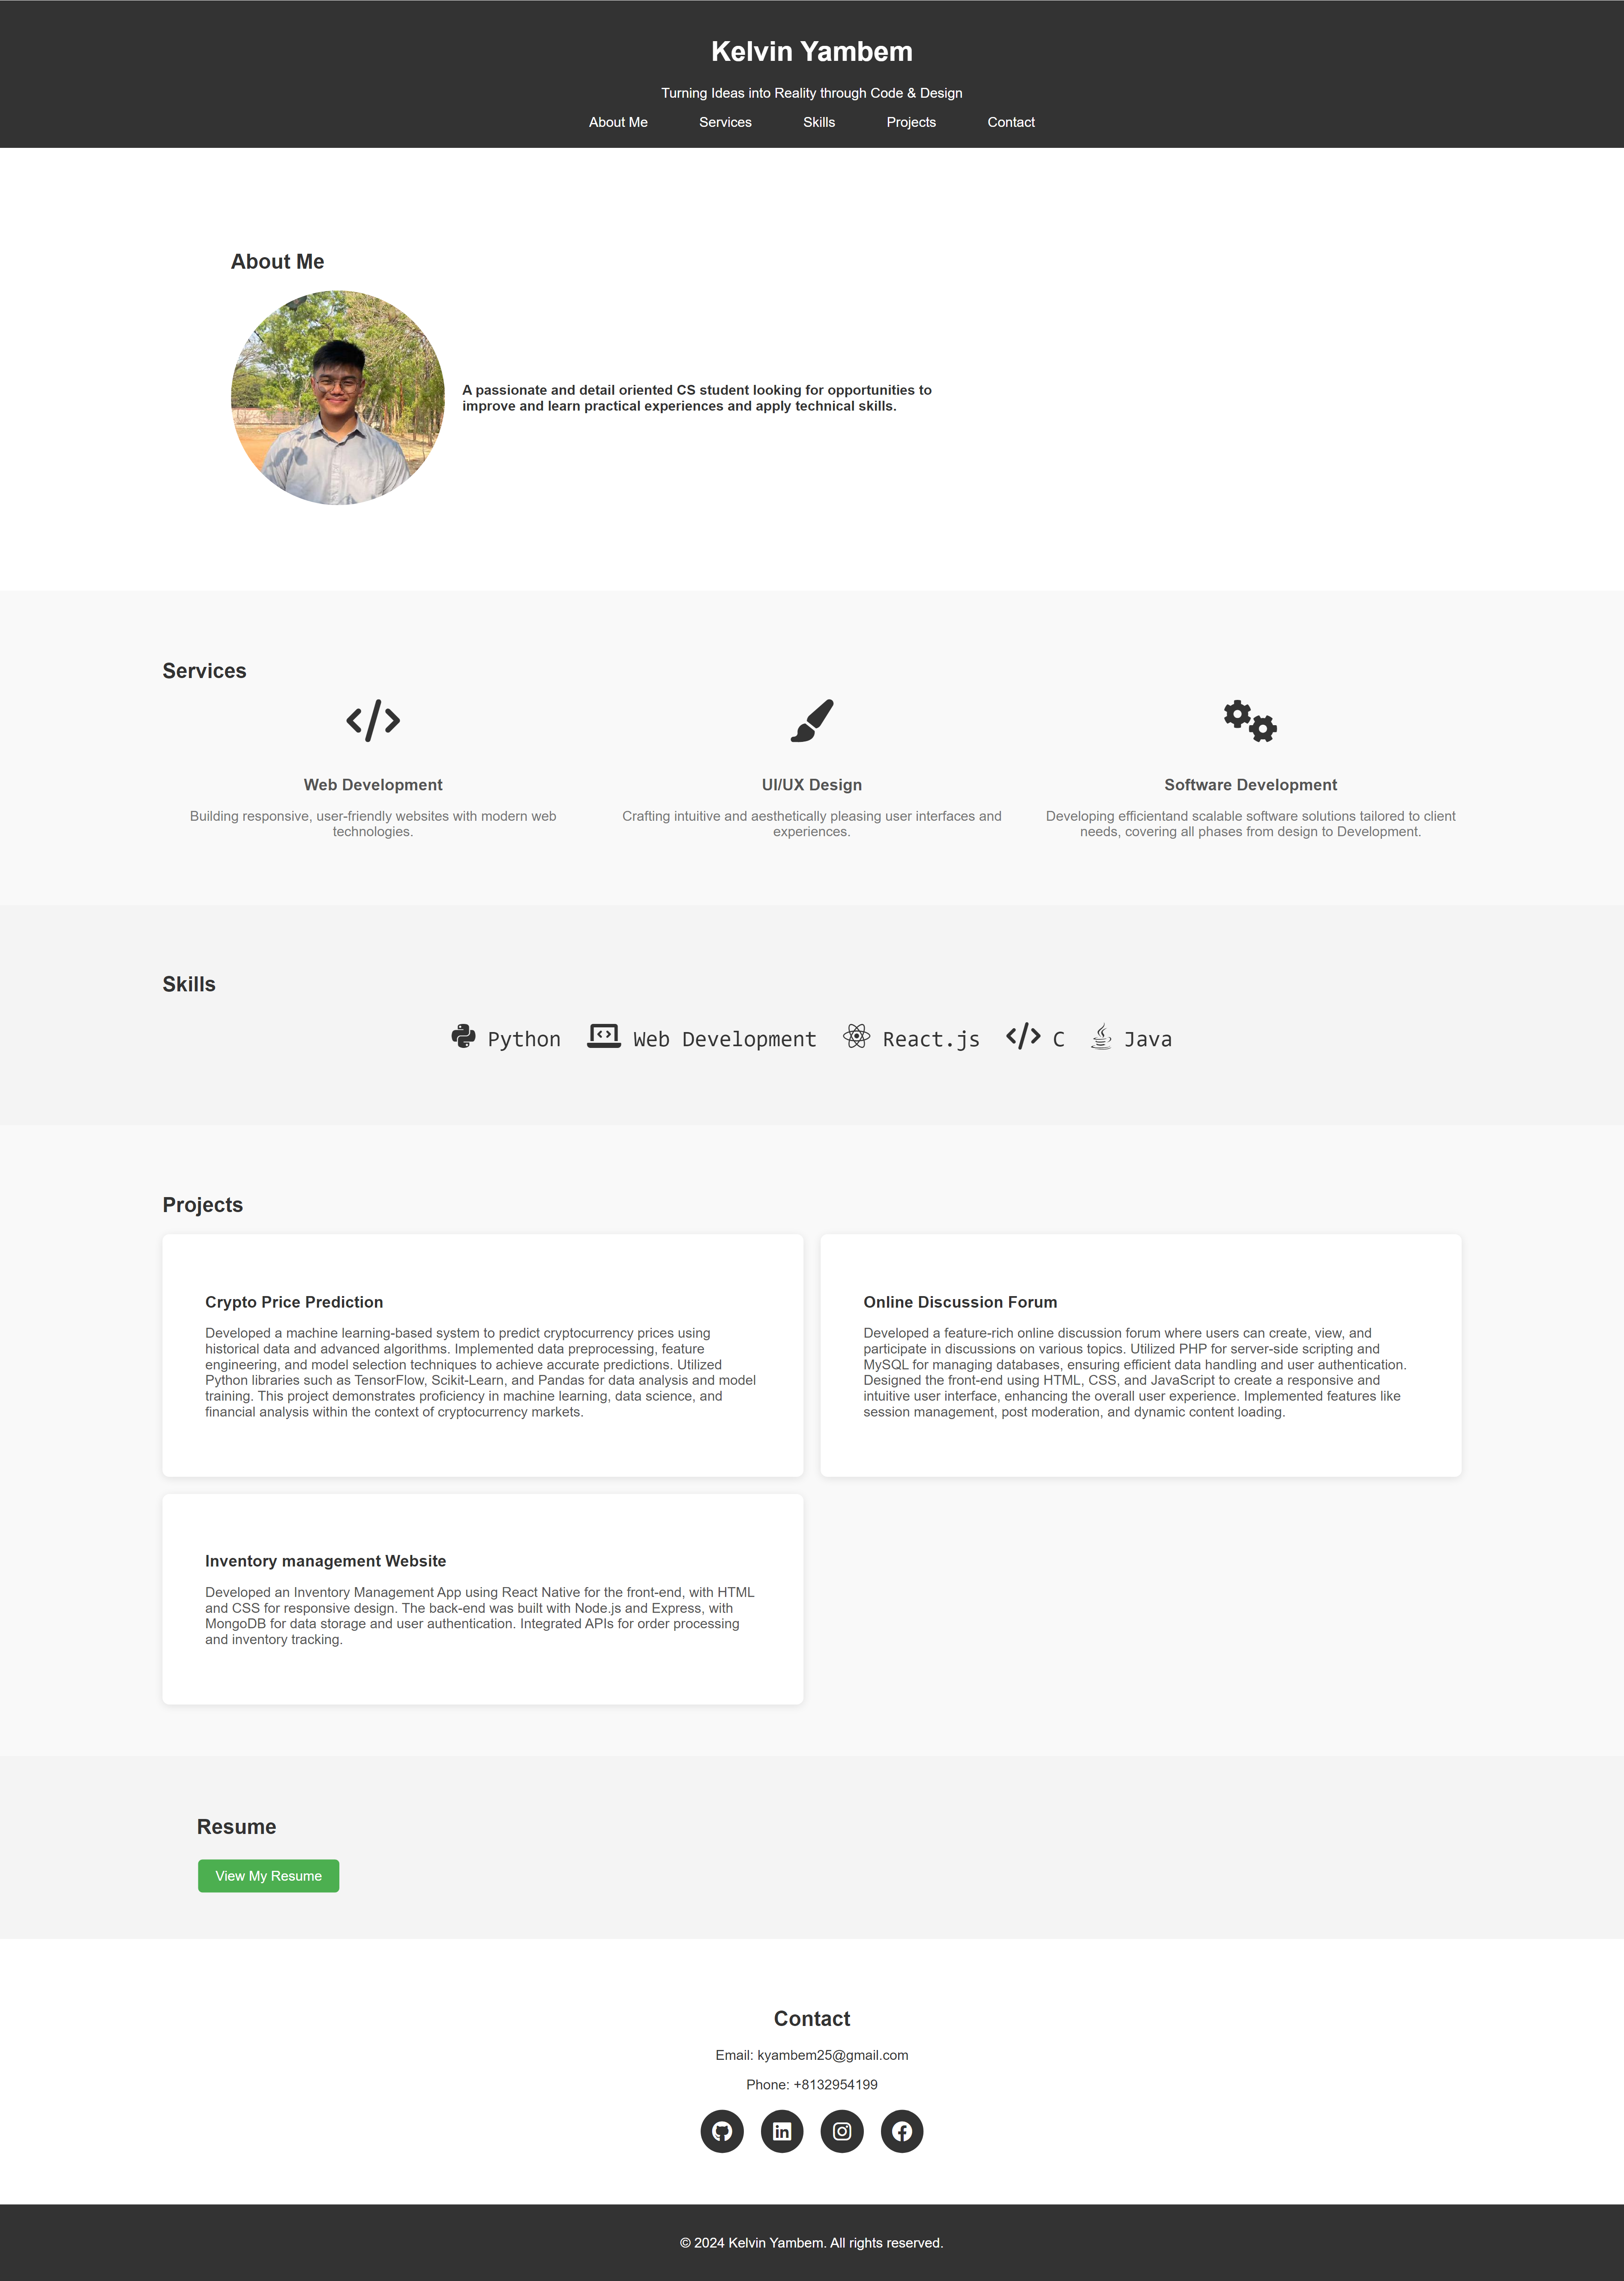 Kelvin Yambem
Turning Ideas into Reality through Code & Design
About Me Services Skills Projects Contact
About Me
A passionate and detail oriented CS student looking for opportunities to
improve and learn practical experiences and apply technical skills.
Services
Web Development
Building responsive, user-friendly websites with modern web
technologies.
UI/UX Design
Crafting intuitive and aesthetically pleasing user interfaces and
experiences.
Software Development
Developing efficientand scalable software solutions tailored to client
needs, covering all phases from design to Development.
Skills
Python Web Development React.js C Java
Projects
Crypto Price Prediction
Developed a machine learning-based system to predict cryptocurrency prices using
historical data and advanced algorithms. Implemented data preprocessing, feature
engineering, and model selection techniques to achieve accurate predictions. Utilized
Python libraries such as TensorFlow, Scikit-Learn, and Pandas for data analysis and model
training. This project demonstrates proficiency in machine learning, data science, and
financial analysis within the context of cryptocurrency markets.
Online Discussion Forum
Developed a feature-rich online discussion forum where users can create, view, and
participate in discussions on various topics. Utilized PHP for server-side scripting and
MySQL for managing databases, ensuring efficient data handling and user authentication.
Designed the front-end using HTML, CSS, and JavaScript to create a responsive and
intuitive user interface, enhancing the overall user experience. Implemented features like
session management, post moderation, and dynamic content loading.
Inventory management Website
Developed an Inventory Management App using React Native for the front-end, with HTML
and CSS for responsive design. The back-end was built with Node.js and Express, with
MongoDB for data storage and user authentication. Integrated APIs for order processing
and inventory tracking.
Resume
View My Resume
Contact
Email: kyambem25@gmail.com
Phone: +8132954199
© 2024 Kelvin Yambem. All rights reserved.